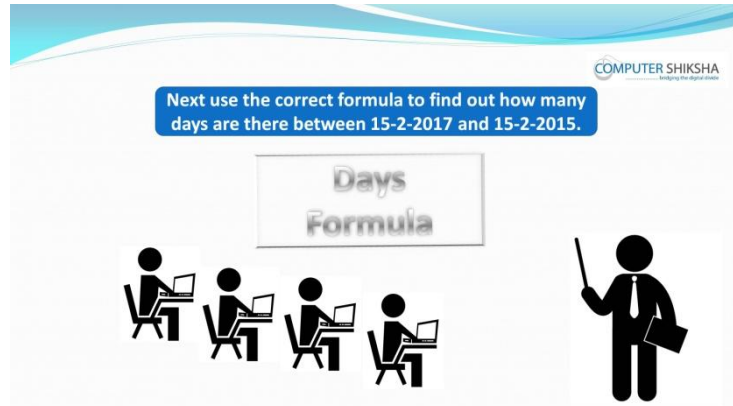 COMPUTER SHIKSHA
bridging the digital divide
Next use the correct formula to find out how many
days are there between 15-2-2017 and 15-2-2015.
Days
Formula